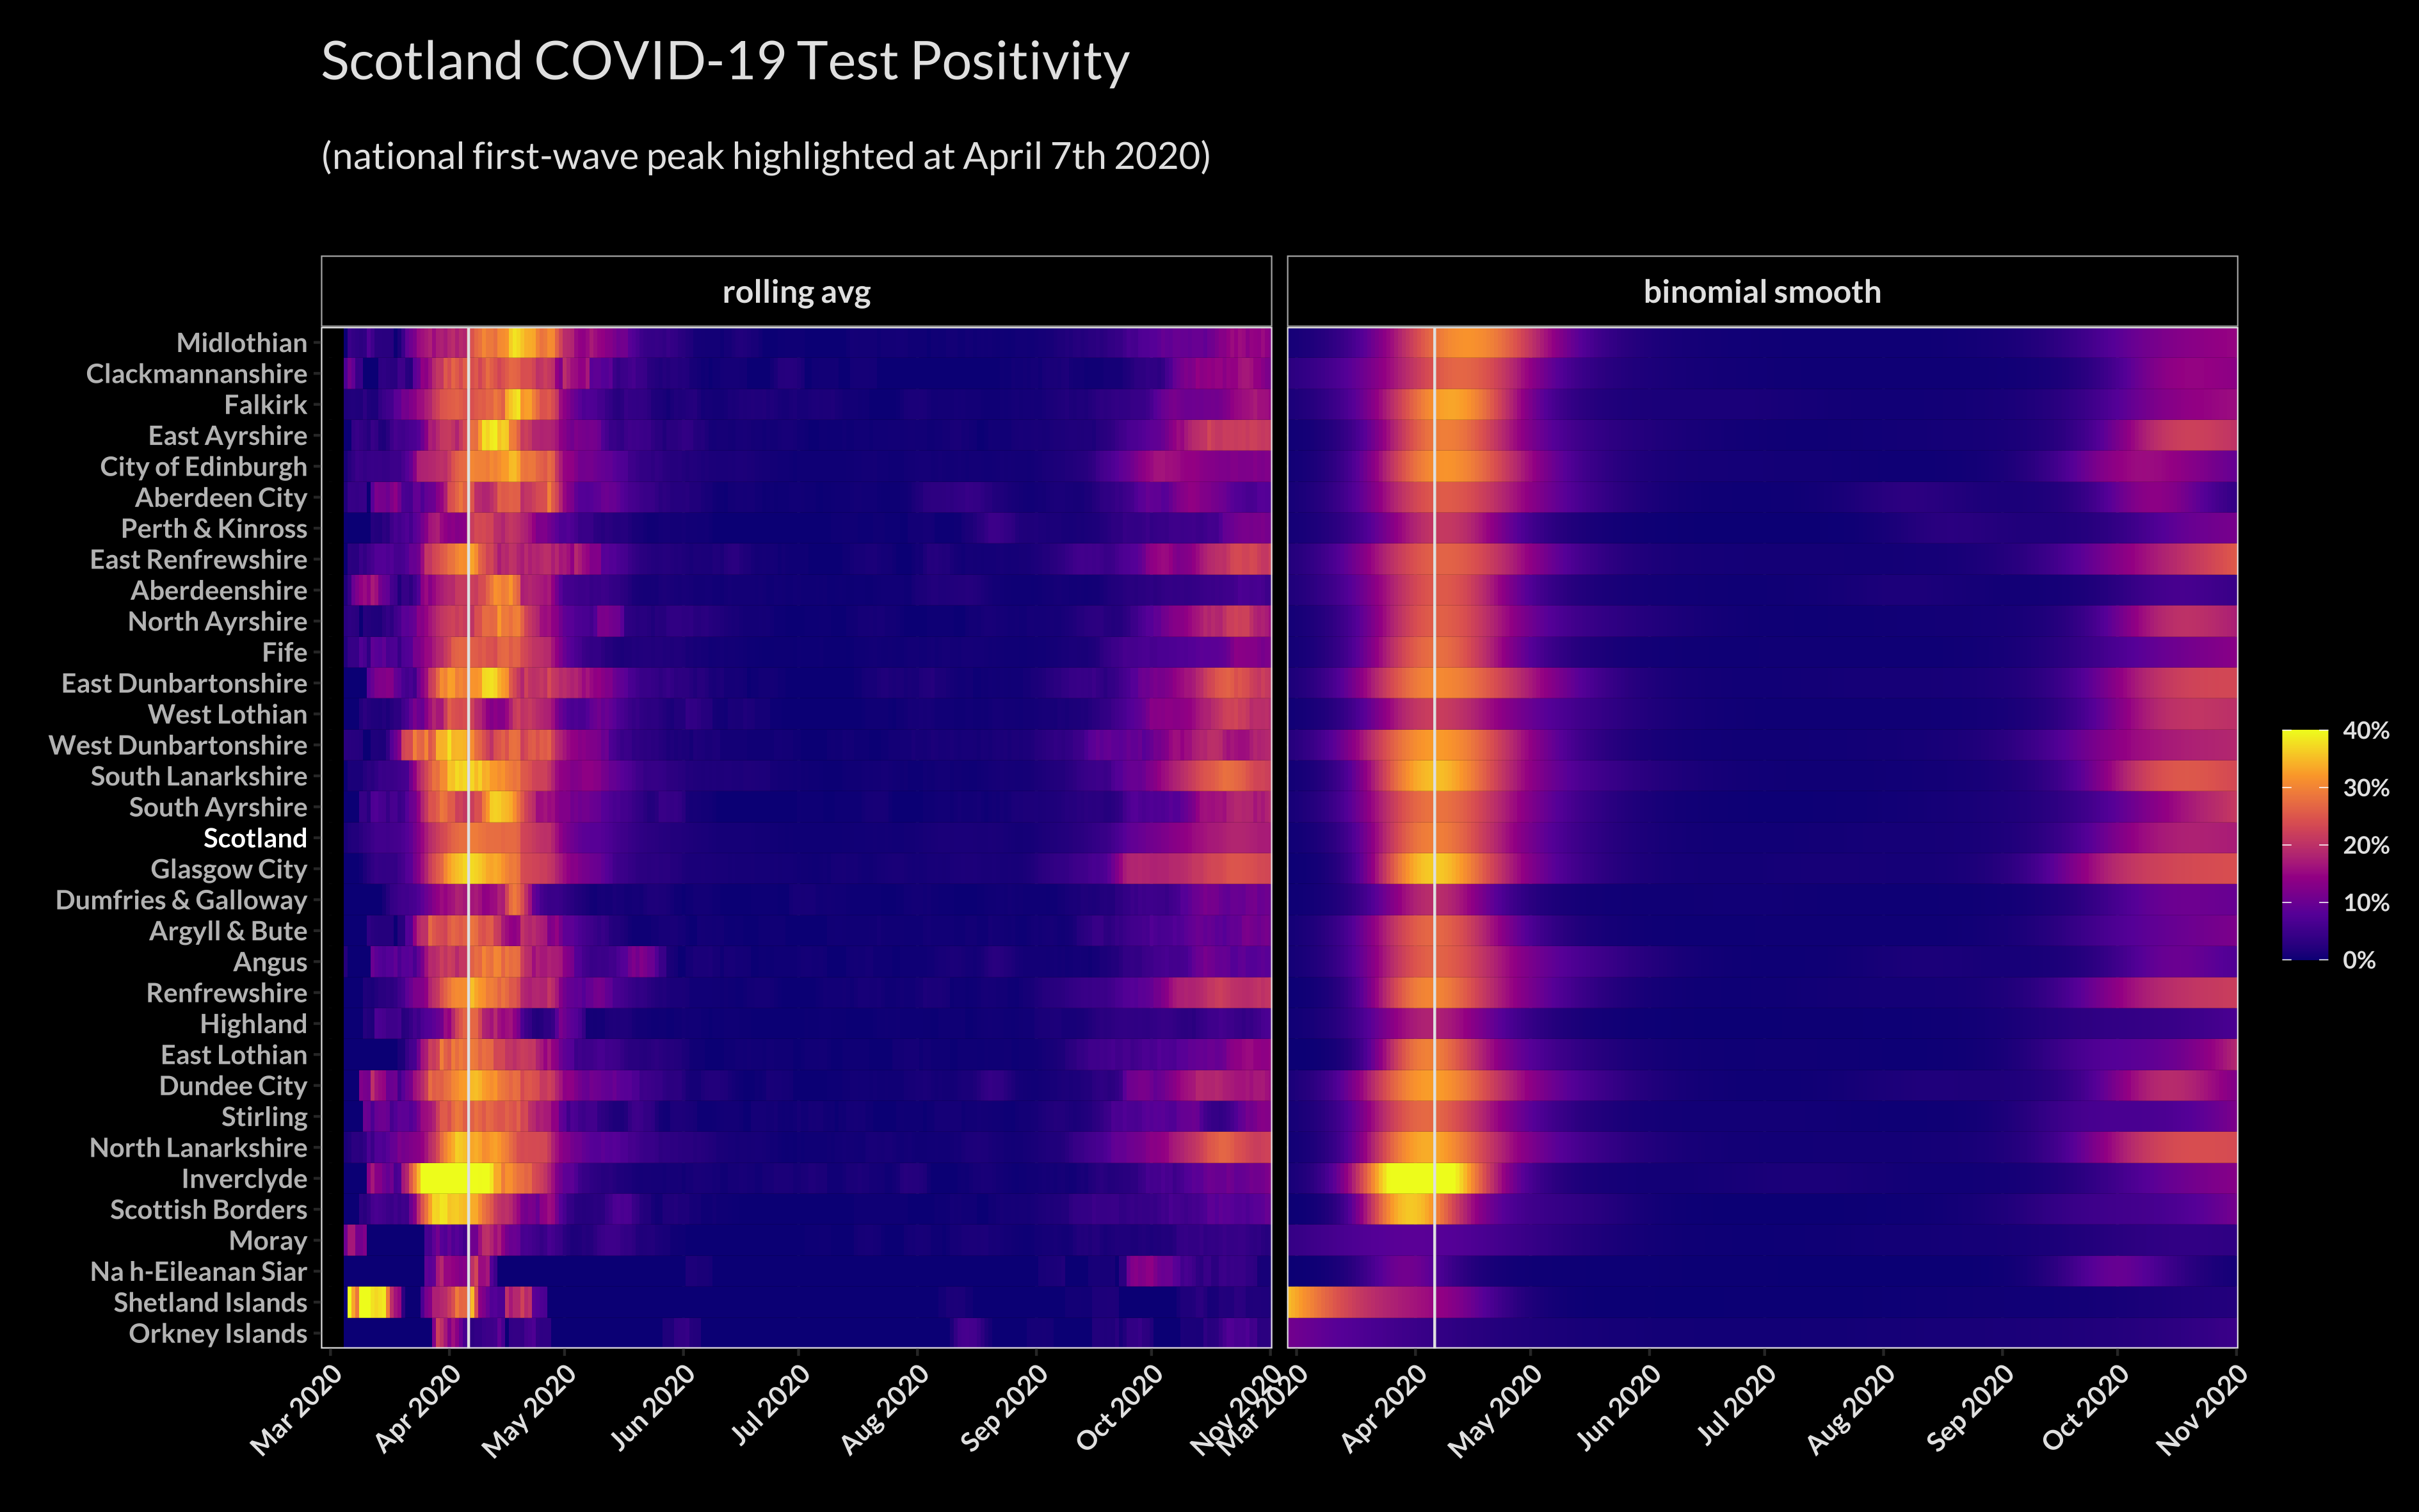 Scotland COVID-19 Test Positivity
(national first-wave peak highlighted at April 7th 2020)
rolling avg
binomial smooth
Midlothian
Clackmannanshire
Falkirk
East Ayrshire
City of Edinburgh
Aberdeen City
Perth & Kinross
East Renfrewshire
Aberdeenshire
North Ayrshire
Fife
East Dunbartonshire
West Lothian
West Dunbartonshire
South Lanarkshire
South Ayrshire
Scotland
Glasgow City
Dumfries & Galloway
Argyll & Bute
Angus
Renfrewshire
Highland
East Lothian
Dundee City
Stirling
North Lanarkshire
Inverclyde
Scottish Borders
Moray
Na h-Eileanan Siar
Shetland Islands
Orkney Islands
Mar 2020
Apr 2020
May 2020
Jun 2020
Jul 2020
Aug 2020
Sep 2020
Oct 2020
Nov 2020
Mar 2020
Apr 2020
May 2020
Jun 2020
Jul 2020
Aug 2020
Sep 2020
Oct 2020
Nov 2020
40%
30%
20%
10%
0%